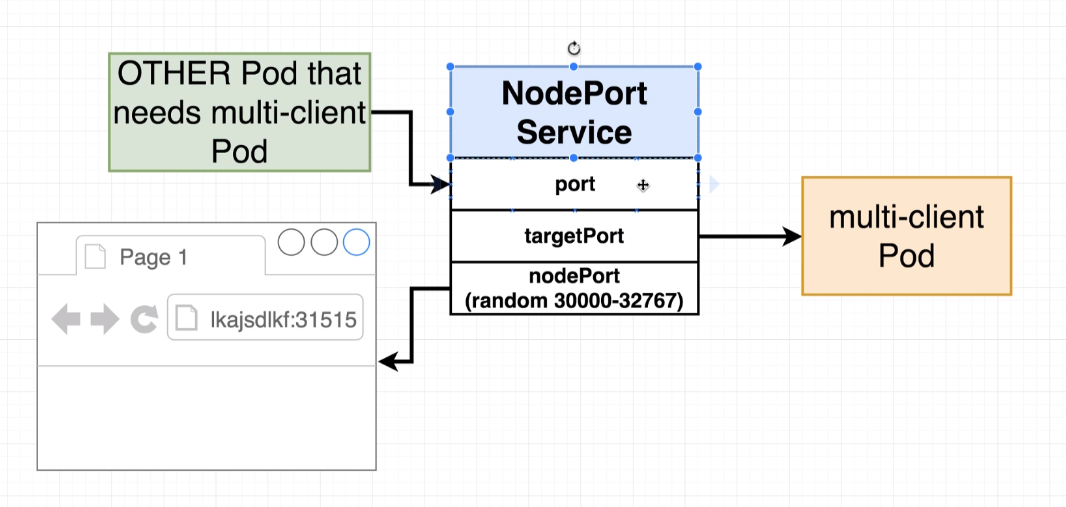 OTHER Pod that
needs multi-client
Pod
NodePort
Service
port
targetPort
nodePort
(random 30000-32767)
multi-client
Pod
Page 1
lkajsdlkf:31515